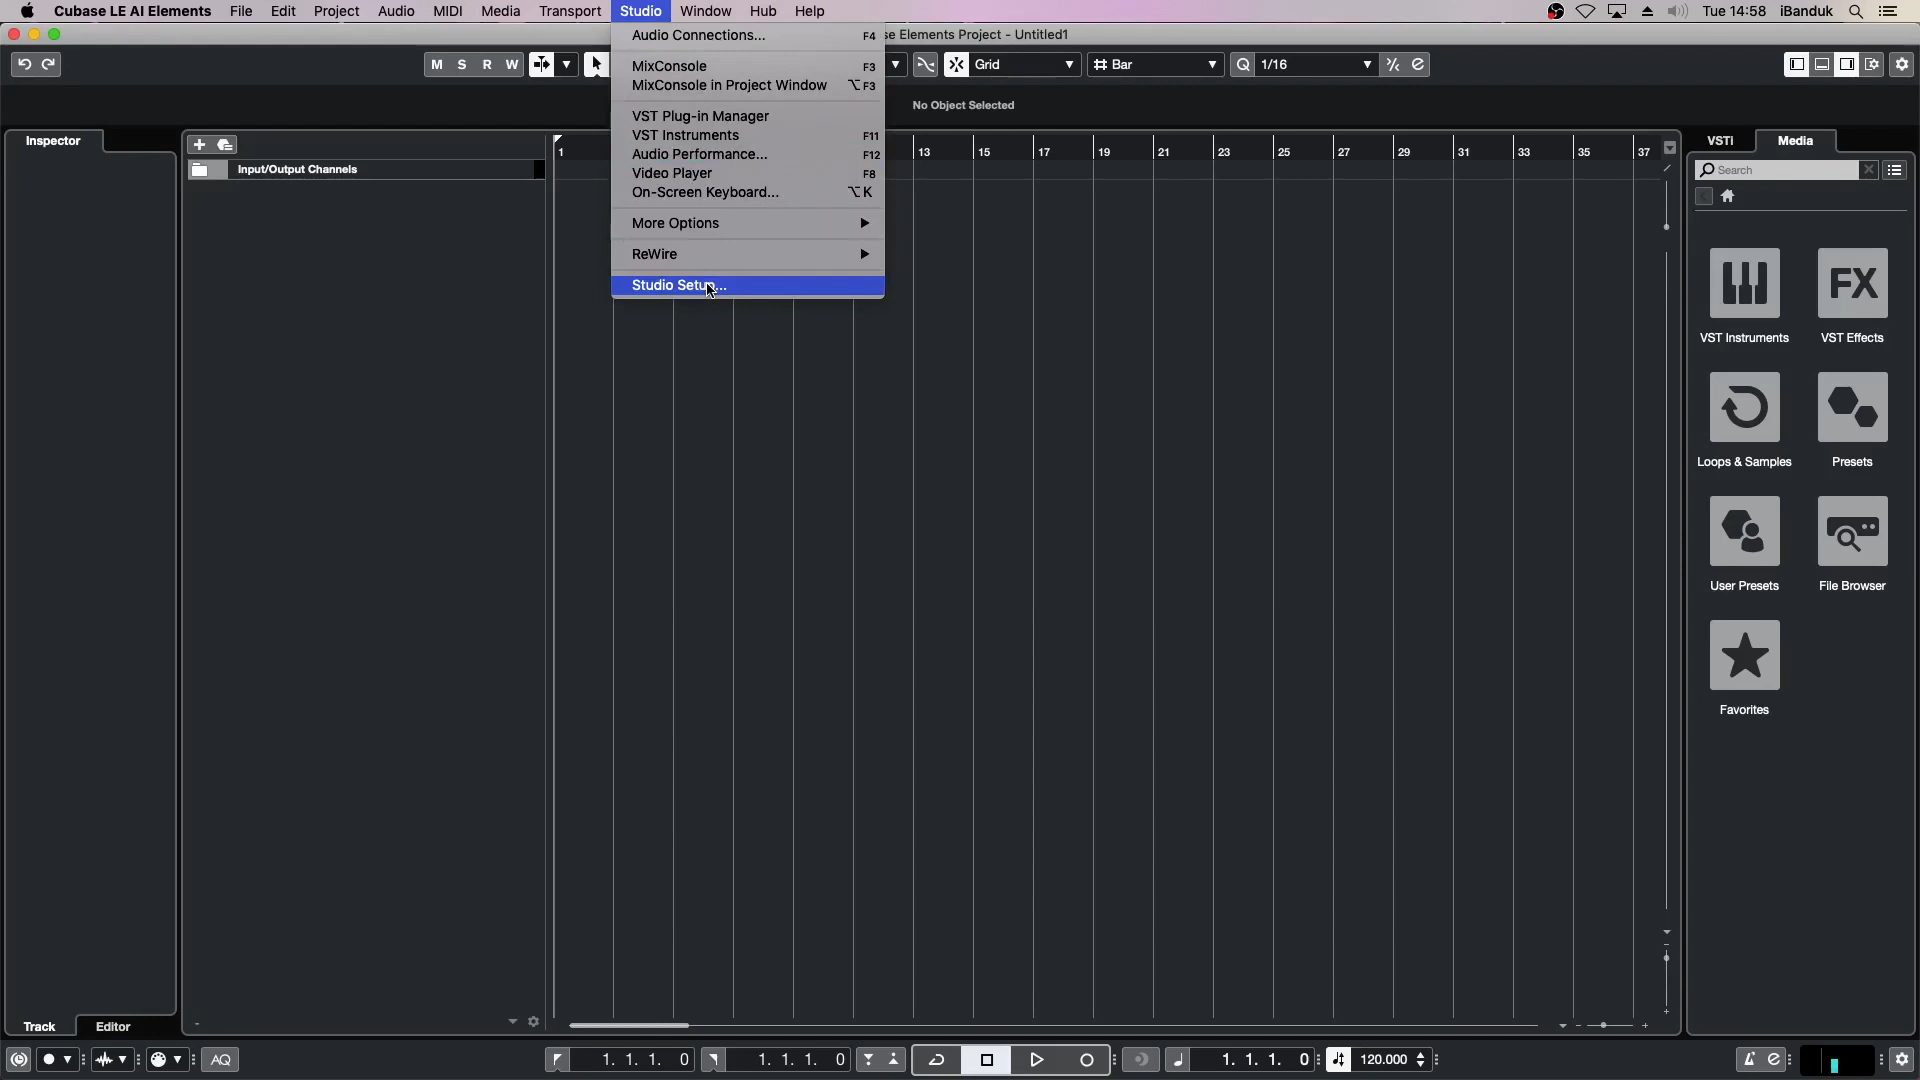 Cubase LE AI Elements File Edit Project Audio MIDI Media Transport Studio Window Hub Help Tue 14:58 iBanduk
se Elements Project - Untitled1
M S R W Grid Bar Q 1/16 e
No Object Selected
Audio Connections... F4
MixConsole F3
MixConsole in Project Window ⌥F3
VST Plug-in Manager
VST Instruments F11
Audio Performance... F12
Video Player F8
On-Screen Keyboard... ⌥K
More Options
ReWire
Studio Setup...
Inspector
Input/Output Channels
1 13 15 17 19 21 23 25 27 29 31 33 35 37
VSTi Media
Search
FX
VST Instruments VST Effects
Loops & Samples Presets
User Presets File Browser
Favorites
Track Editor
AQ 1. 1. 1. 0 1. 1. 1. 0 1. 1. 1. 0 120.000 e